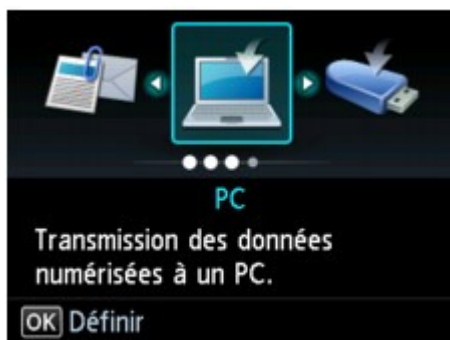 PC
Transmission des données
numérisées à un PC.
OK Définir